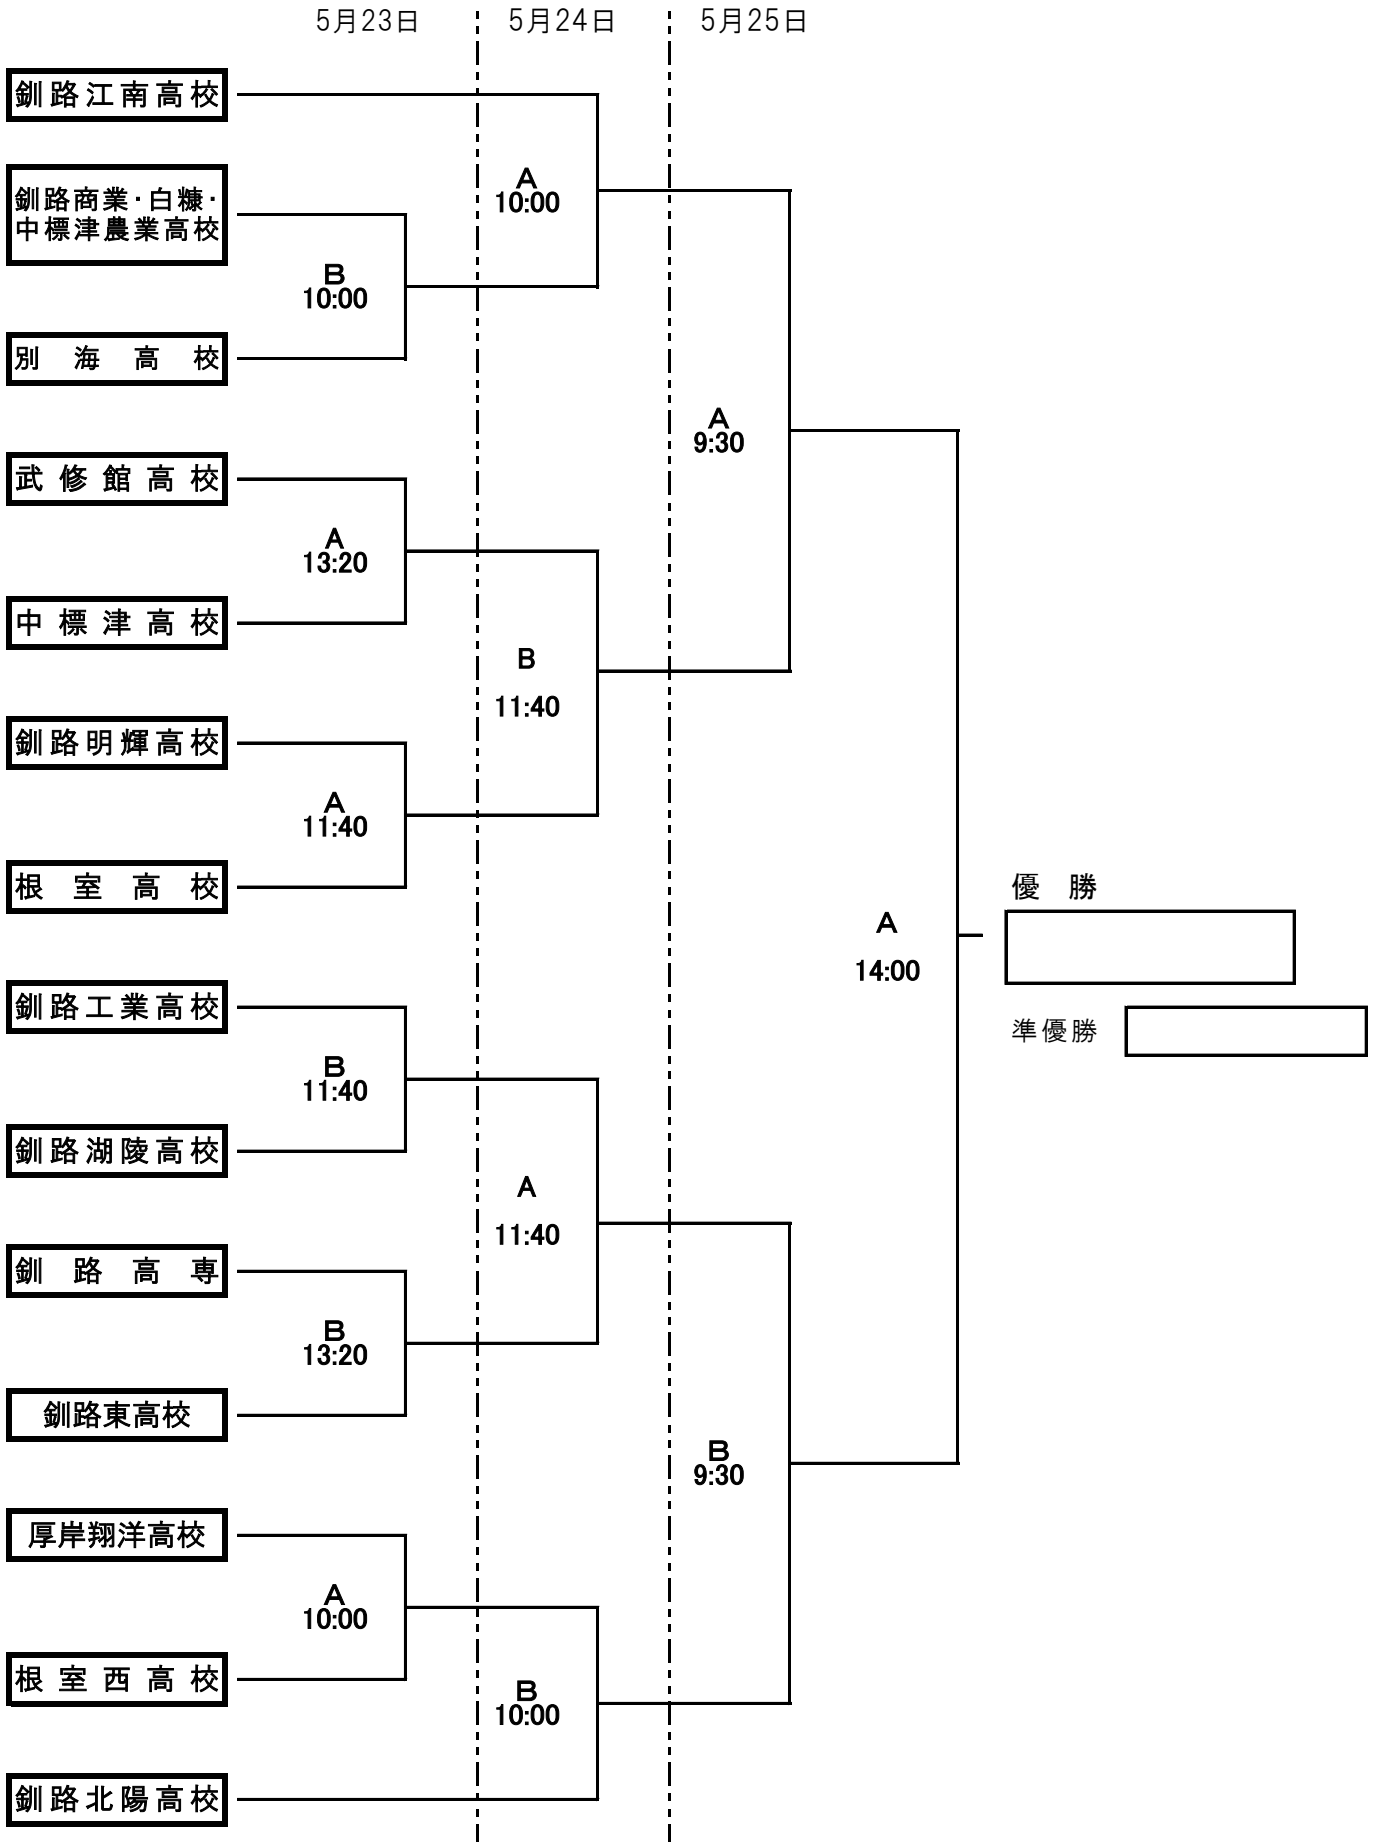 5月23日 5月24日 5月25日
釧路江南高校
A
10:00
釧路商業・白糠・
中標津農業高校
B
10:00
別海高校
A
9:30
武修館高校
A
13:20
中標津高校
B
11:40
釧路明輝高校
A
11:40
根室高校
優勝
A
14:00
釧路工業高校
準優勝
B
11:40
釧路湖陵高校
A
11:40
釧路高専
B
13:20
釧路東高校
B
9:30
厚岸翔洋高校
A
10:00
根室西高校
B
10:00
釧路北陽高校